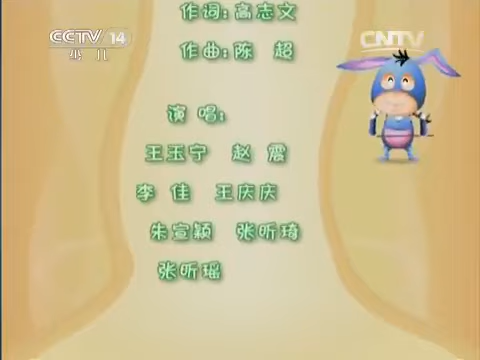 作词:高志文
CCTV 14
少儿
CNTV
作曲:陈 超
演 唱:
王玉宁 赵 震
李 佳 王庆庆
朱宣颖 张昕琦
张昕瑶